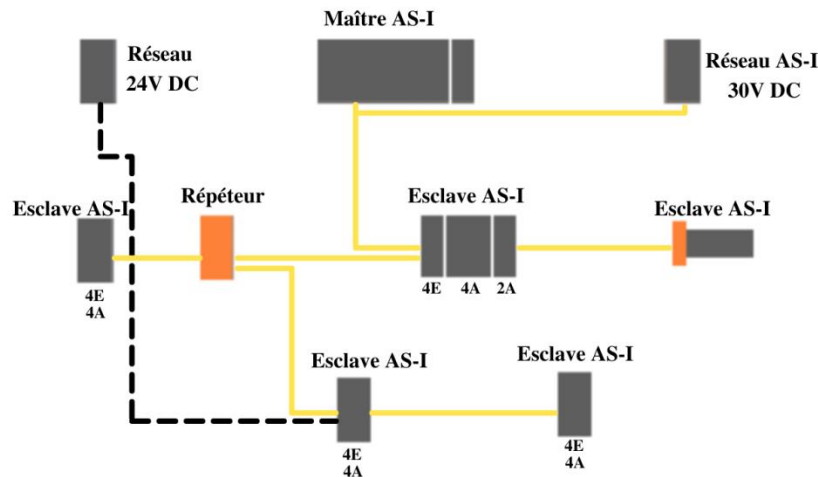 Maître AS-I
Réseau
24V DC
Réseau AS-I
30V DC
Esclave AS-I
Répéteur
Esclave AS-I
Esclave AS-I
4E
4A
4E
4A
2A
Esclave AS-I
Esclave AS-I
4E
4A
4E
4A